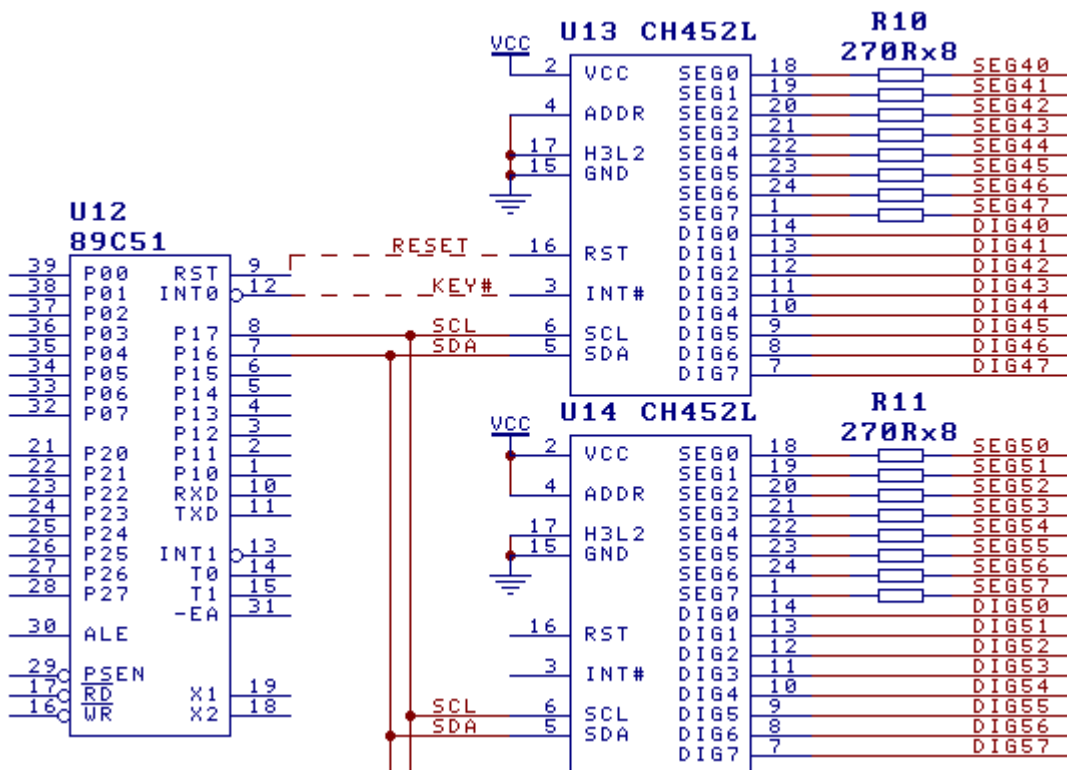 U12
89C51
39 P00 RST 9
38 P01 INT0 12
37 P02
36 P03 P17 8
35 P04 P16 7
34 P05 P15 6
33 P06 P14 5
32 P07 P13 4
P12 3
21 P20 P11 2
22 P21 P10 1
23 P22 RXD 10
24 P23 TXD 11
25 P24
26 P25 INT1 13
27 P26 T0 14
28 P27 T1 15
-EA 31
30 ALE
29 PSEN
17 RD X1 19
16 WR X2 18
RESET
KEY#
SCL
SDA
U13 CH452L
R10
270Rx8
VCC
2 VCC SEG0 18 SEG40
SEG1 19 SEG41
4 ADDR SEG2 20 SEG42
SEG3 21 SEG43
17 H3L2 SEG4 22 SEG44
15 GND SEG5 23 SEG45
SEG6 24 SEG46
SEG7 1 SEG47
DIG0 14 DIG40
16 RST DIG1 13 DIG41
DIG2 12 DIG42
3 INT# DIG3 11 DIG43
DIG4 10 DIG44
6 SCL DIG5 9 DIG45
5 SDA DIG6 8 DIG46
DIG7 7 DIG47
U14 CH452L
R11
270Rx8
VCC
2 VCC SEG0 18 SEG50
SEG1 19 SEG51
4 ADDR SEG2 20 SEG52
SEG3 21 SEG53
17 H3L2 SEG4 22 SEG54
15 GND SEG5 23 SEG55
SEG6 24 SEG56
SEG7 1 SEG57
DIG0 14 DIG50
16 RST DIG1 13 DIG51
DIG2 12 DIG52
3 INT# DIG3 11 DIG53
DIG4 10 DIG54
SCL 6 SCL DIG5 9 DIG55
SDA 5 SDA DIG6 8 DIG56
DIG7 7 DIG57